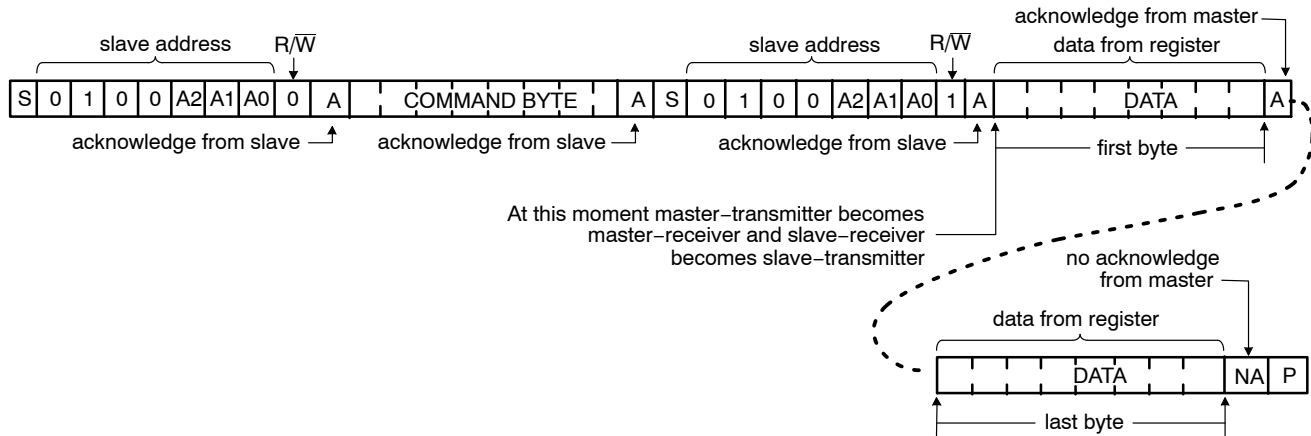 acknowledge from master
slave address R/W̅ slave address R/W̅ data from register
S 0 1 0 0 A2 A1 A0 0 A COMMAND BYTE A S 0 1 0 0 A2 A1 A0 1 A DATA A
acknowledge from slave acknowledge from slave acknowledge from slave first byte
At this moment master−transmitter becomes
master−receiver and slave−receiver
becomes slave−transmitter
no acknowledge
from master
data from register
DATA NA P
last byte